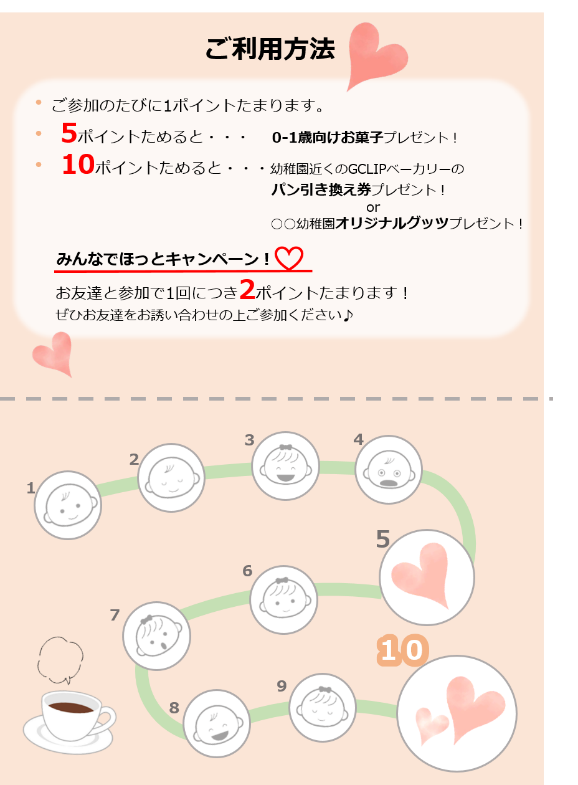 ご利用方法
• ご参加のたびに1ポイントたまります。
• 5ポイントためると・・・ 0-1歳向けお菓子プレゼント！
• 10ポイントためると・・・幼稚園近くのGCLIPベーカリーの
パン引き換え券プレゼント！
or
○○幼稚園オリジナルグッツプレゼント！
みんなでほっとキャンペーン！
お友達と参加で1回につき2ポイントたまります！
ぜひお友達をお誘い合わせの上ご参加ください♪
1
2
3
4
5
6
7
8
9
10